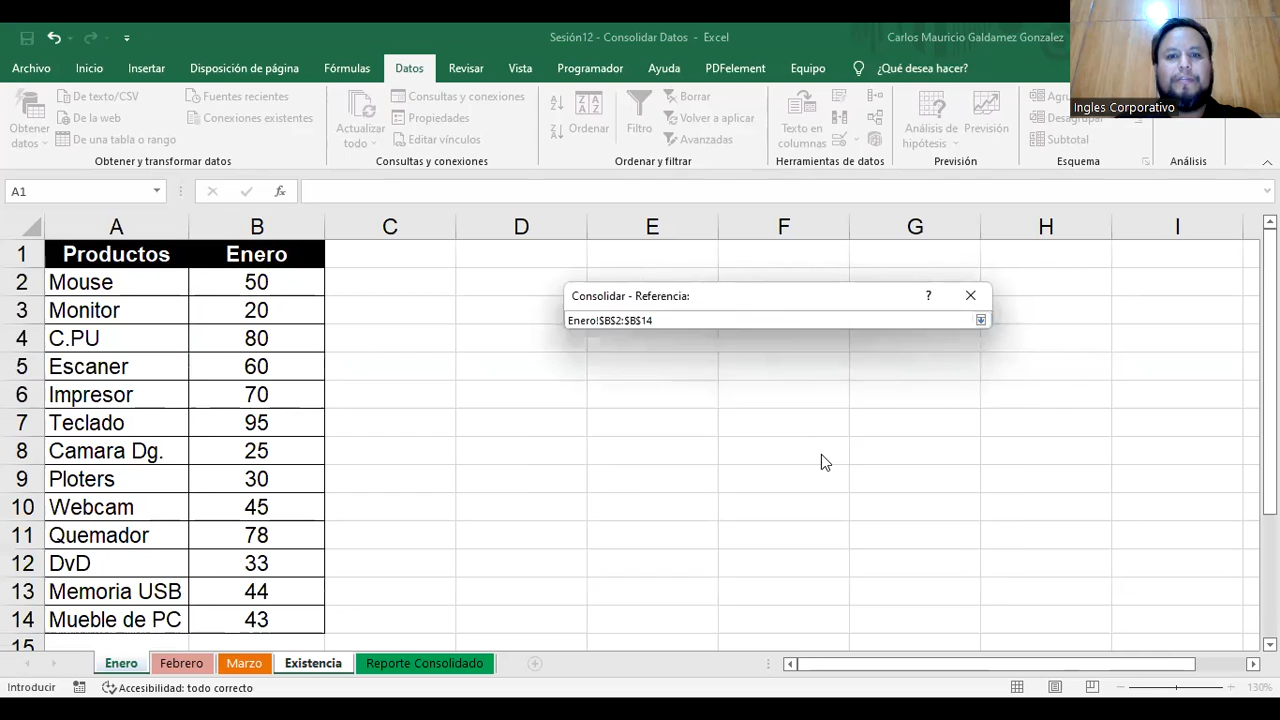 Sesión12 - Consolidar Datos - Excel
Carlos Mauricio Galdamez Gonzalez
Archivo Inicio Insertar Disposición de página Fórmulas Datos Revisar Vista Programador Ayuda PDFelement Equipo ¿Qué desea hacer?
Ingles Corporativo
Obtener datos
De texto/CSV
De la web
De una tabla o rango
Fuentes recientes
Conexiones existentes
Obtener y transformar datos
Actualizar todo
Consultas y conexiones
Propiedades
Editar vínculos
Consultas y conexiones
Ordenar
Filtro
Borrar
Volver a aplicar
Avanzadas
Ordenar y filtrar
Texto en columnas
Herramientas de datos
Análisis de hipótesis
Previsión
Previsión
Desagrupar
Subtotal
Esquema
Análisis
A1
fx
A B C D E F G H I
1 Productos Enero
2 Mouse 50
3 Monitor 20
4 C.PU 80
5 Escaner 60
6 Impresor 70
7 Teclado 95
8 Camara Dg. 25
9 Ploters 30
10 Webcam 45
11 Quemador 78
12 DvD 33
13 Memoria USB 44
14 Mueble de PC 43
15
Consolidar - Referencia:
?
Enero!$B$2:$B$14
Enero Febrero Marzo Existencia Reporte Consolidado
Introducir
Accesibilidad: todo correcto
130%